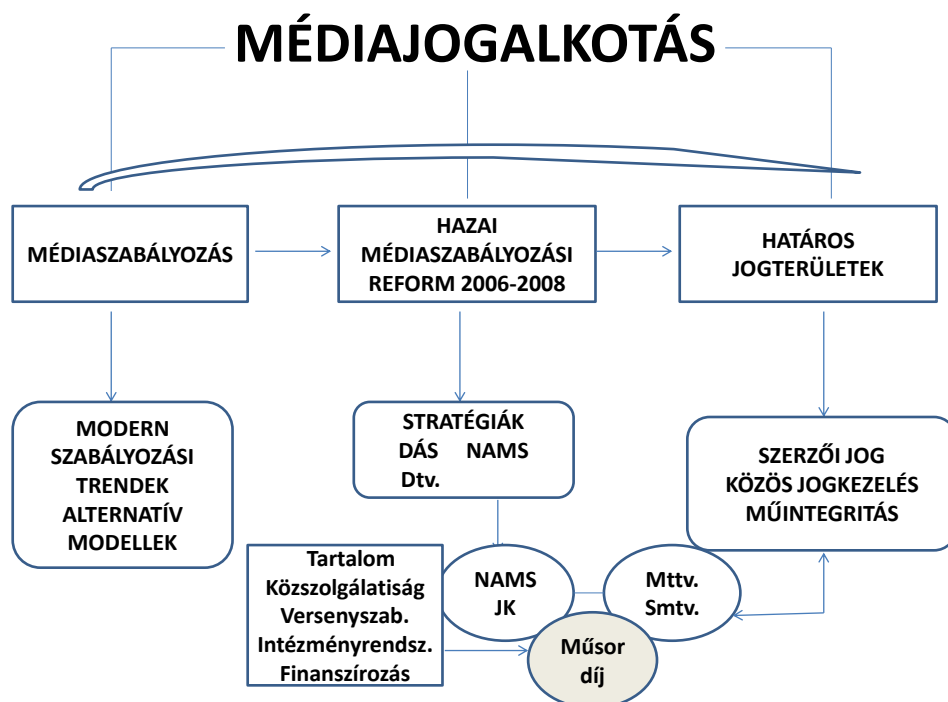 MÉDIAJOGALKOTÁS
MÉDIASZABÁLYOZÁS
HAZAI
MÉDIASZABÁLYOZÁSI
REFORM 2006-2008
HATÁROS
JOGTERÜLETEK
MODERN
SZABÁLYOZÁSI
TRENDEK
ALTERNATÍV
MODELLEK
STRATÉGIÁK
DÁS NAMS
Dtv.
SZERZŐI JOG
KÖZÖS JOGKEZELÉS
MŰINTEGRITÁS
Tartalom
Közszolgálatiság
Versenyszab.
Intézményrendsz.
Finanszírozás
NAMS
JK
Mttv.
Smtv.
Műsor
díj